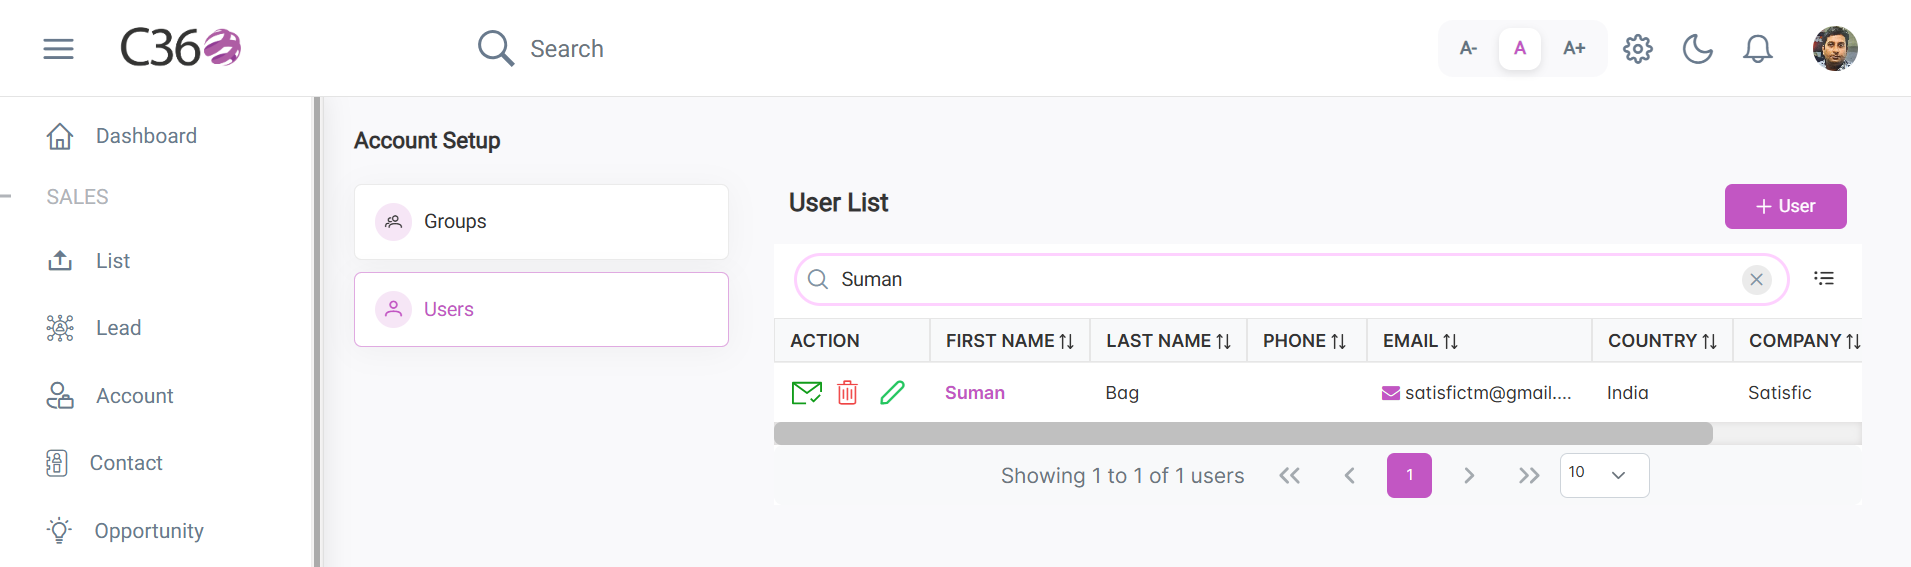 C360
Search
A- A A+
Dashboard
SALES
List
Lead
Account
Contact
Opportunity
Account Setup
Groups
Users
User List
+ User
Suman
ACTION FIRST NAME LAST NAME PHONE EMAIL COUNTRY COMPANY
Suman Bag satisfictm@gmail.... India Satisfic
Showing 1 to 1 of 1 users << < 1 > >> 10